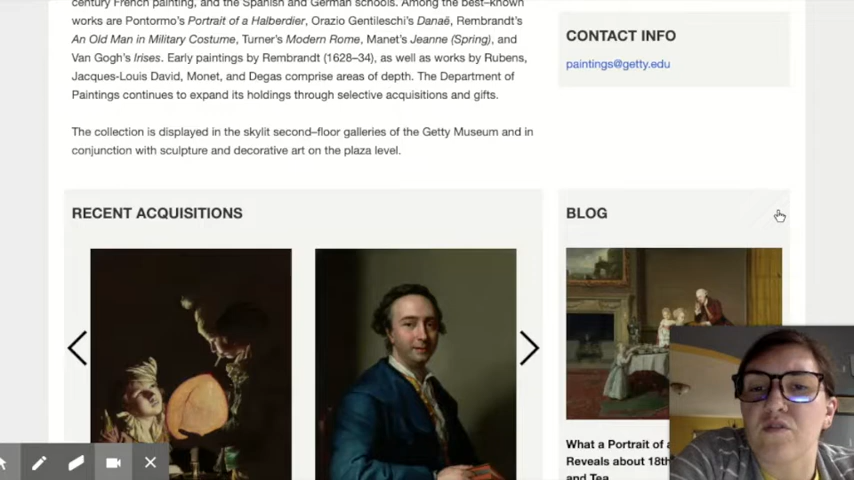 century French painting, and the Spanish and German schools. Among the best–known
works are Pontormo's Portrait of a Halberdier, Orazio Gentileschi's Danaë, Rembrandt's
An Old Man in Military Costume, Turner's Modern Rome, Manet's Jeanne (Spring), and
Van Gogh's Irises. Early paintings by Rembrandt (1628–34), as well as works by Rubens,
Jacques-Louis David, Monet, and Degas comprise areas of depth. The Department of
Paintings continues to expand its holdings through selective acquisitions and gifts.
The collection is displayed in the skylit second–floor galleries of the Getty Museum and in
conjunction with sculpture and decorative art on the plaza level.
CONTACT INFO
paintings@getty.edu
RECENT ACQUISITIONS
BLOG
What a Portrait of a
Reveals about 18th
and Tea